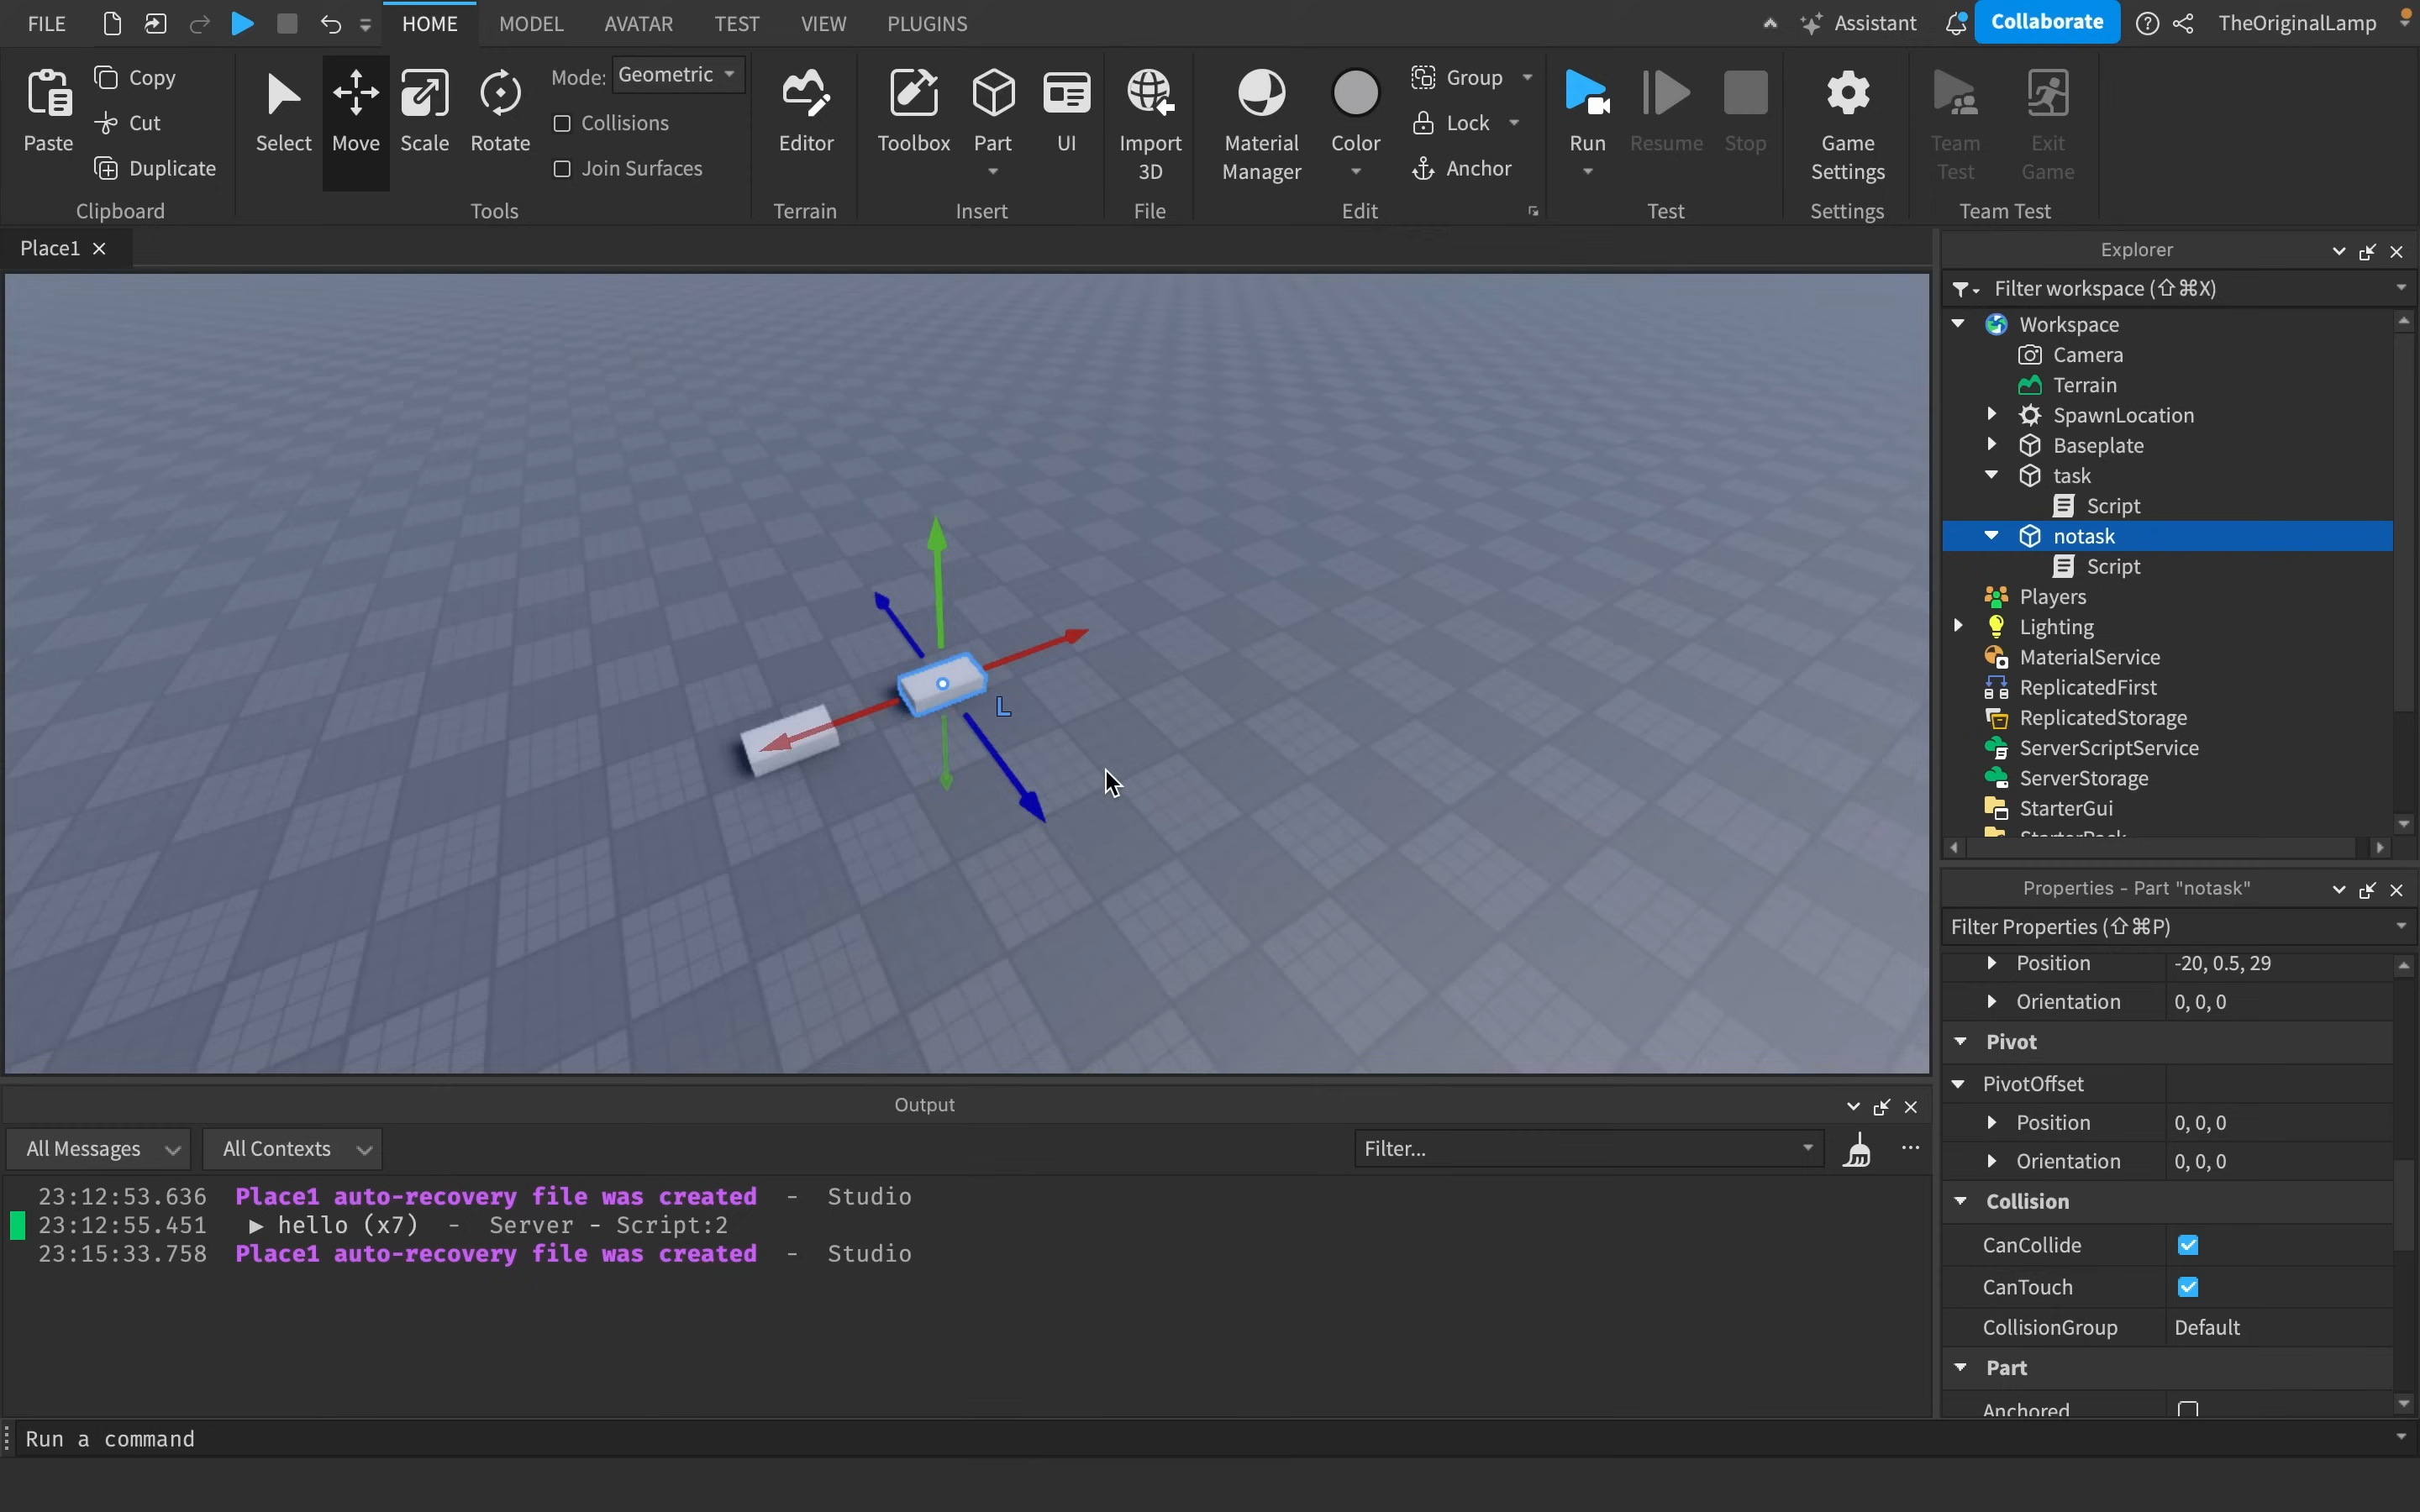 FILE HOME MODEL AVATAR TEST VIEW PLUGINS Assistant Collaborate TheOriginalLamp
Paste Copy Cut Duplicate
Clipboard
Select Move Scale Rotate Mode: Geometric
Collisions
Join Surfaces
Tools
Editor
Terrain
Toolbox Part UI
Insert
Import
3D
File
Material
Manager
Color
Group
Lock
Anchor
Edit
Run Resume Stop
Test
Game
Settings
Settings
Team
Test
Exit
Game
Team Test
Place1
L
Explorer
Filter workspace (⇧⌘X)
Workspace
Camera
Terrain
SpawnLocation
Baseplate
task
Script
notask
Script
Players
Lighting
MaterialService
ReplicatedFirst
ReplicatedStorage
ServerScriptService
ServerStorage
StarterGui
Properties - Part "notask"
Filter Properties (⇧⌘P)
Position -20, 0.5, 29
Orientation 0, 0, 0
Pivot
PivotOffset
Position 0, 0, 0
Orientation 0, 0, 0
Collision
CanCollide
CanTouch
CollisionGroup Default
Part
Anchored
Output
All Messages All Contexts Filter...
23:12:53.636 Place1 auto-recovery file was created - Studio
23:12:55.451 ▶ hello (x7) - Server - Script:2
23:15:33.758 Place1 auto-recovery file was created - Studio
Run a command